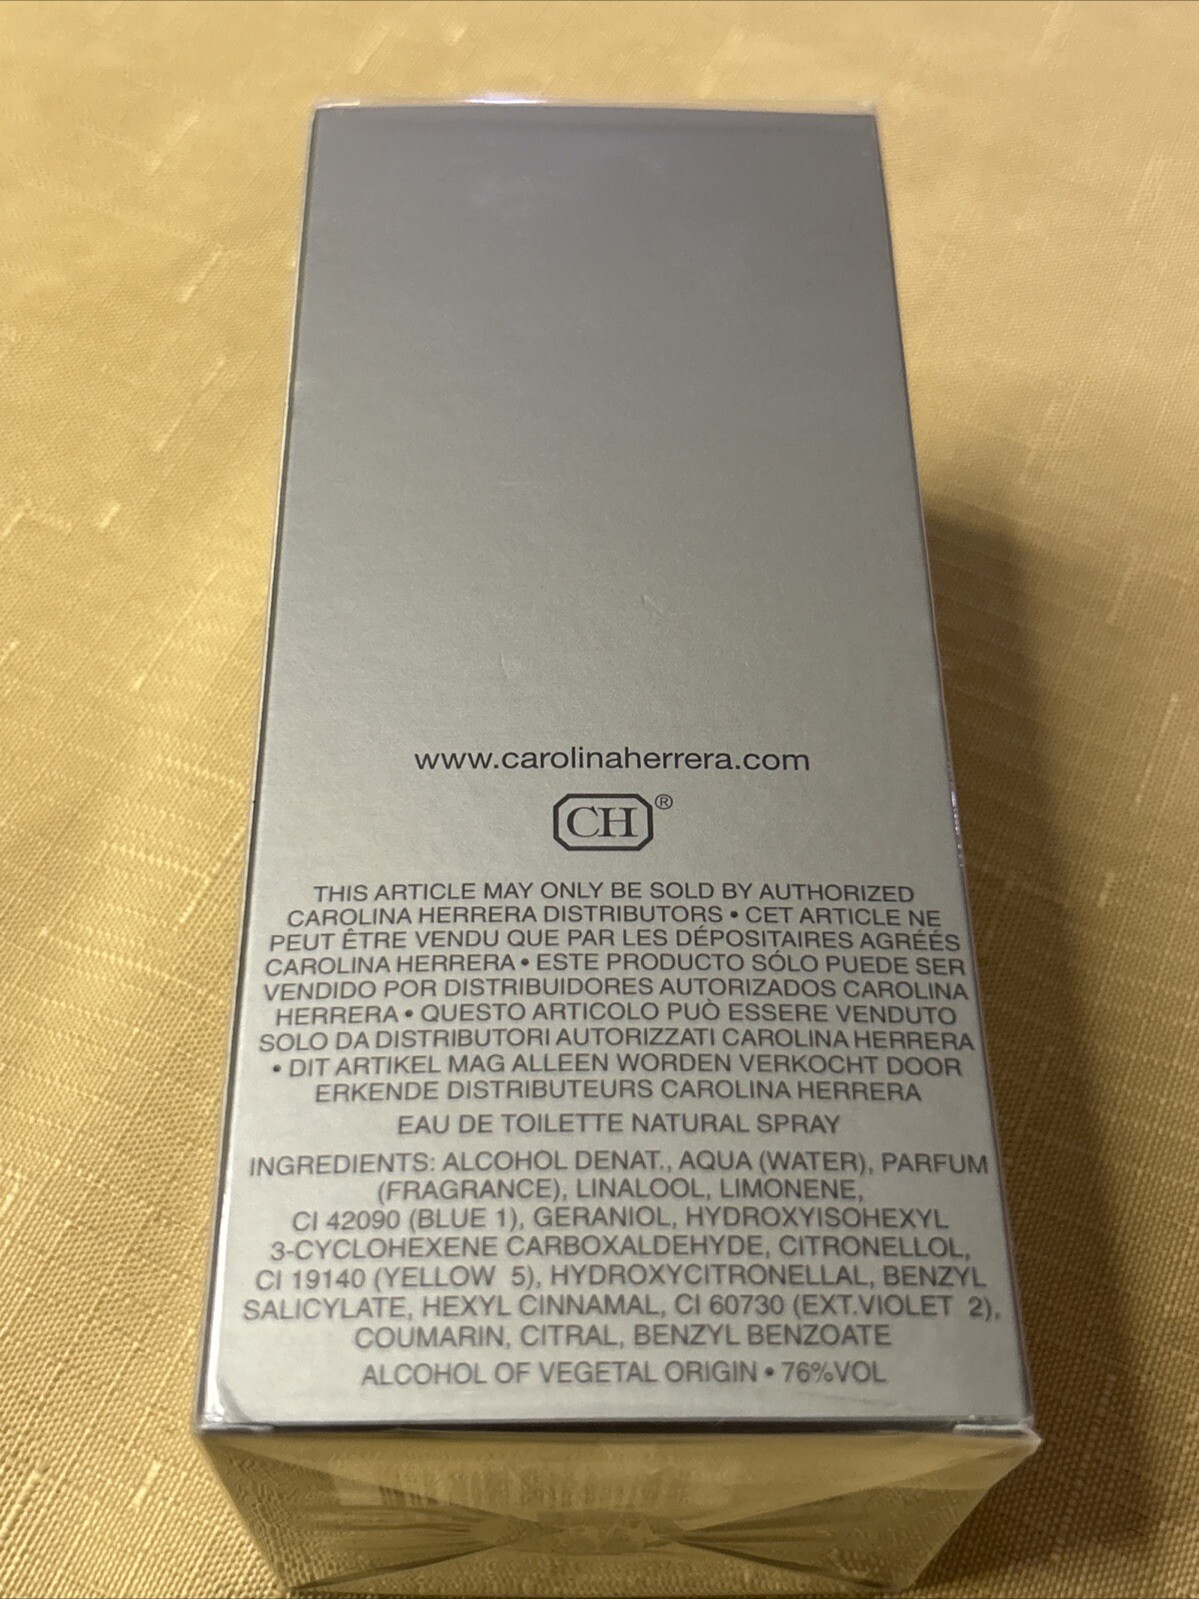 www.carolinaherrera.com
CH®
THIS ARTICLE MAY ONLY BE SOLD BY AUTHORIZED
CAROLINA HERRERA DISTRIBUTORS • CET ARTICLE NE
PEUT ÊTRE VENDU QUE PAR LES DÉPOSITAIRES AGRÉÉS
CAROLINA HERRERA • ESTE PRODUCTO SÓLO PUEDE SER
VENDIDO POR DISTRIBUIDORES AUTORIZADOS CAROLINA
HERRERA • QUESTO ARTICOLO PUÒ ESSERE VENDUTO
SOLO DA DISTRIBUTORI AUTORIZZATI CAROLINA HERRERA
• DIT ARTIKEL MAG ALLEEN WORDEN VERKOCHT DOOR
ERKENDE DISTRIBUTEURS CAROLINA HERRERA
EAU DE TOILETTE NATURAL SPRAY
INGREDIENTS: ALCOHOL DENAT., AQUA (WATER), PARFUM
(FRAGRANCE), LINALOOL, LIMONENE,
CI 42090 (BLUE 1), GERANIOL, HYDROXYISOHEXYL
3-CYCLOHEXENE CARBOXALDEHYDE, CITRONELLOL,
CI 19140 (YELLOW 5), HYDROXYCITRONELLAL, BENZYL
SALICYLATE, HEXYL CINNAMAL, CI 60730 (EXT.VIOLET 2),
COUMARIN, CITRAL, BENZYL BENZOATE
ALCOHOL OF VEGETAL ORIGIN • 76%VOL